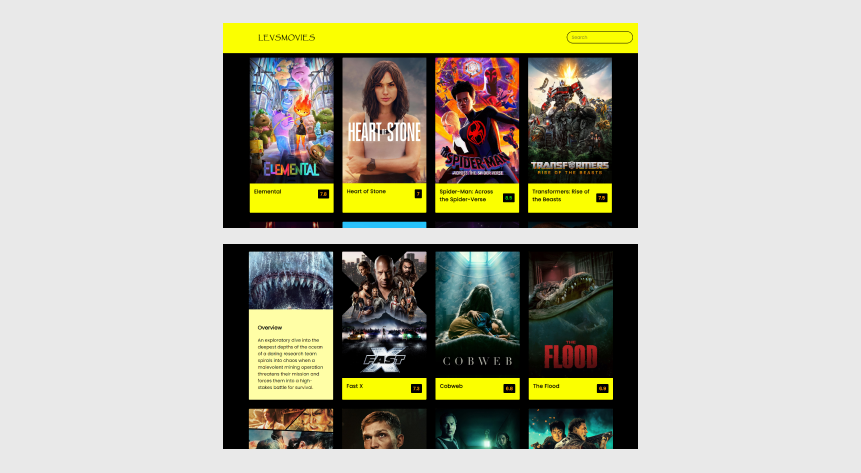 LEVSMOVIES
Search
ELEMENTAL
HEART OF STONE
SPIDER-MAN
ACROSS THE SPIDER-VERSE
TRANSFORMERS
RISE OF THE BEASTS
Elemental
7.8
Heart of Stone
7
Spider-Man: Across
the Spider-Verse
8.5
Transformers: Rise of
the Beasts
7.5
Overview
An exploratory dive into the
deepest depths of the ocean
of a daring research team
spirals into chaos when a
malevolent mining operation
threatens their mission and
forces them into a high-
stakes battle for survival.
FAST X
COBWEB
THE
FLOOD
Fast X
7.3
Cobweb
6.8
The Flood
6.9